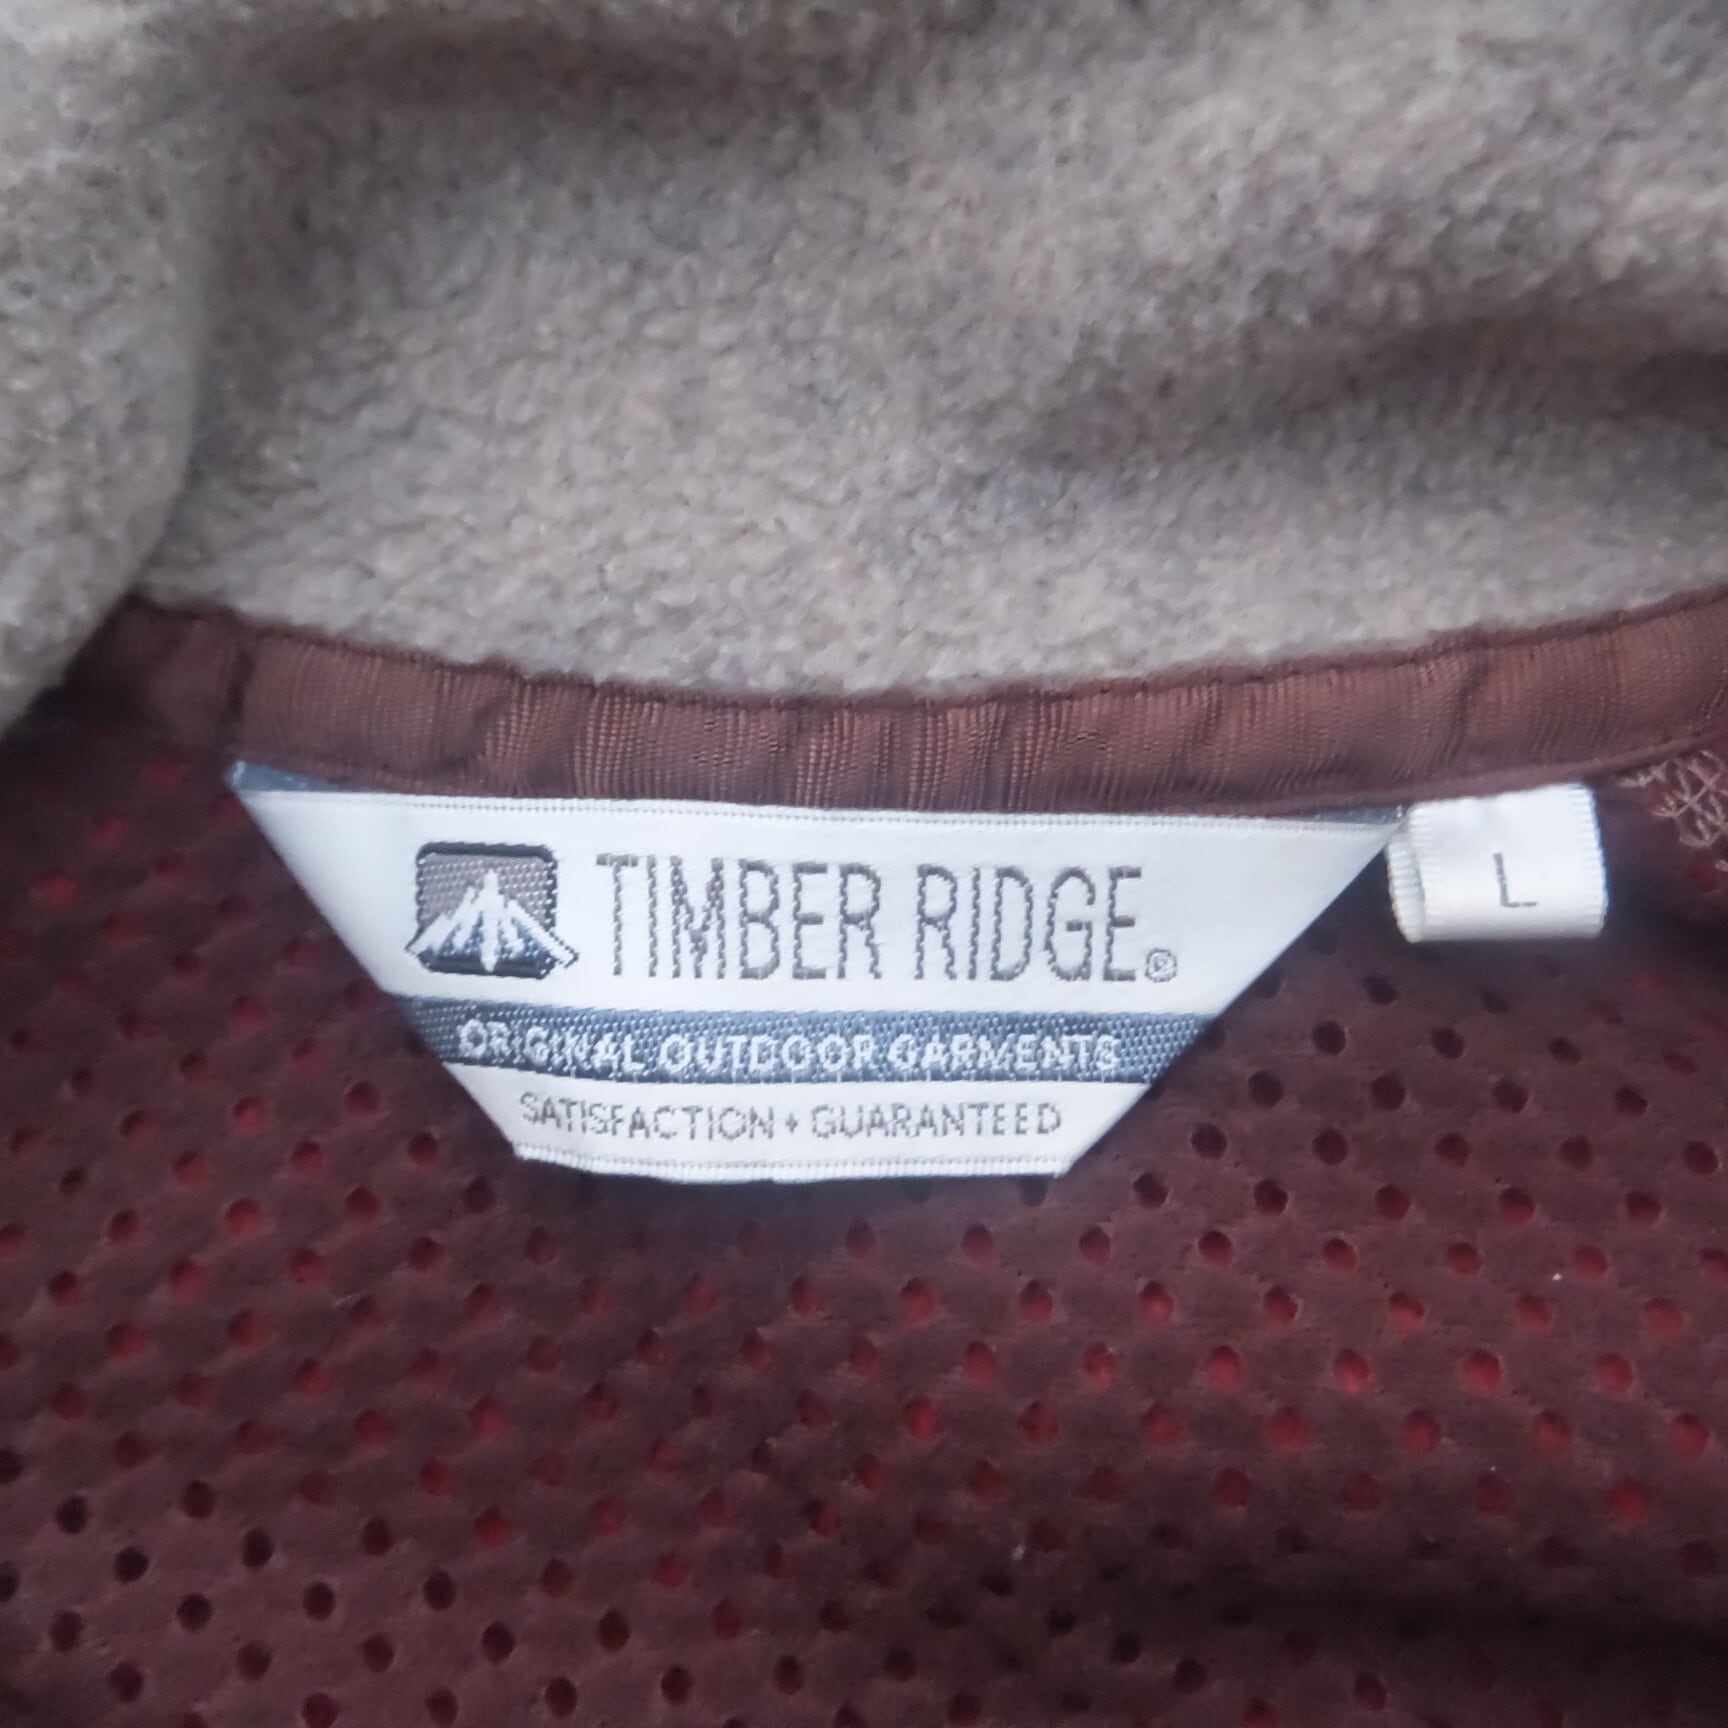 TIMBER RIDGE®
ORIGINAL OUTDOOR GARMENTS
SATISFACTION + GUARANTEED
L